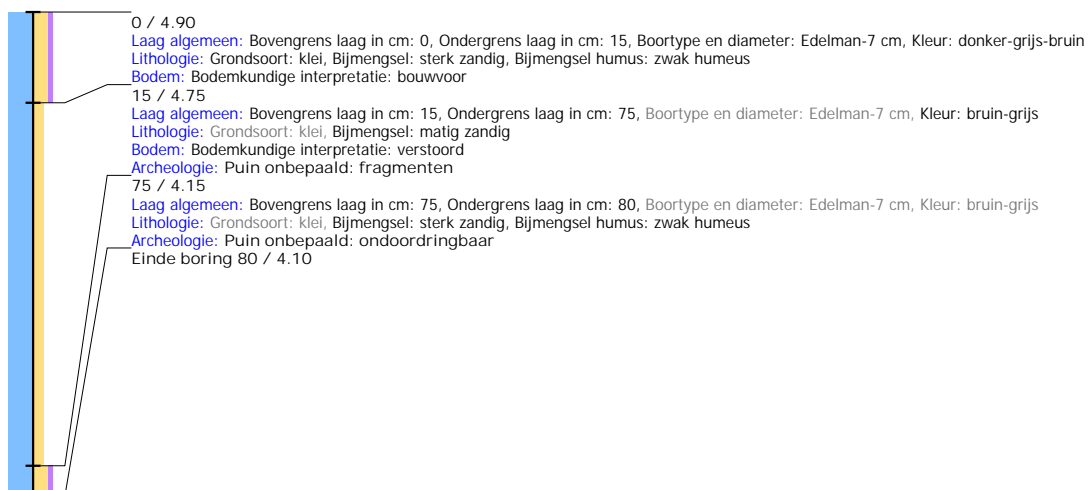 0 / 4.90
Laag algemeen: Bovengrens laag in cm: 0, Ondergrens laag in cm: 15, Boortype en diameter: Edelman-7 cm, Kleur: donker-grijs-bruin
Lithologie: Grondsoort: klei, Bijmengsel: sterk zandig, Bijmengsel humus: zwak humeus
Bodem: Bodemkundige interpretatie: bouwvoor
15 / 4.75
Laag algemeen: Bovengrens laag in cm: 15, Ondergrens laag in cm: 75, Boortype en diameter: Edelman-7 cm, Kleur: bruin-grijs
Lithologie: Grondsoort: klei, Bijmengsel: matig zandig
Bodem: Bodemkundige interpretatie: verstoord
Archeologie: Puin onbepaald: fragmenten
75 / 4.15
Laag algemeen: Bovengrens laag in cm: 75, Ondergrens laag in cm: 80, Boortype en diameter: Edelman-7 cm, Kleur: bruin-grijs
Lithologie: Grondsoort: klei, Bijmengsel: sterk zandig, Bijmengsel humus: zwak humeus
Archeologie: Puin onbepaald: ondoordringbaar
Einde boring 80 / 4.10